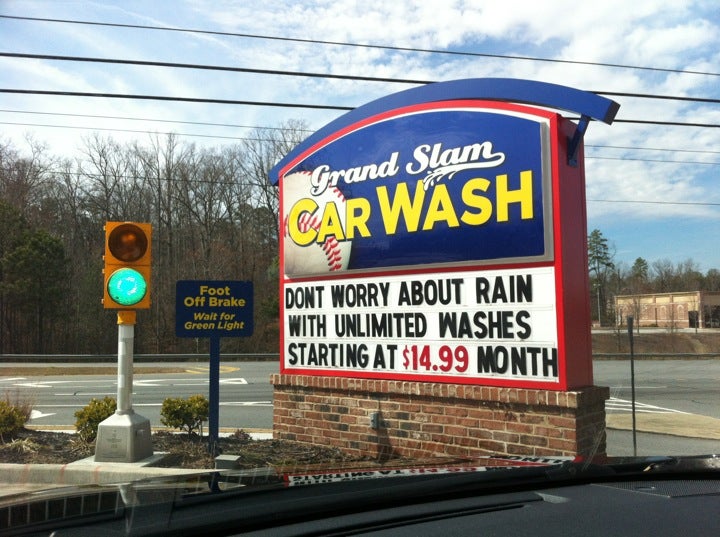 Grand Slam
CAR WASH
DONT WORRY ABOUT RAIN
WITH UNLIMITED WASHES
STARTING AT $14.99 MONTH
Foot
Off Brake
Wait for
Green Light